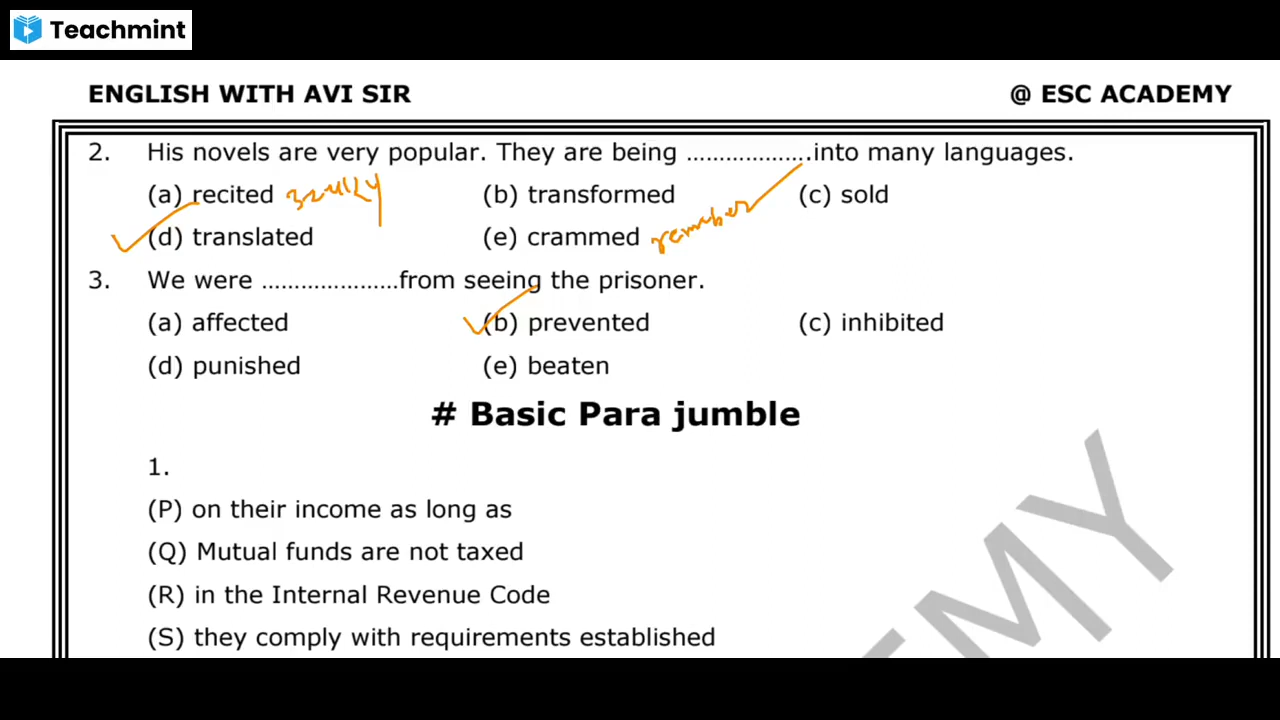 Teachmint
ENGLISH WITH AVI SIR @ ESC ACADEMY
2. His novels are very popular. They are being ...................into many languages.
(a) recited (b) transformed (c) sold
(d) translated (e) crammed remember
3. We were .....................from seeing the prisoner.
(a) affected (b) prevented (c) inhibited
(d) punished (e) beaten
# Basic Para jumble
1.
(P) on their income as long as
(Q) Mutual funds are not taxed
(R) in the Internal Revenue Code
(S) they comply with requirements established
EMY